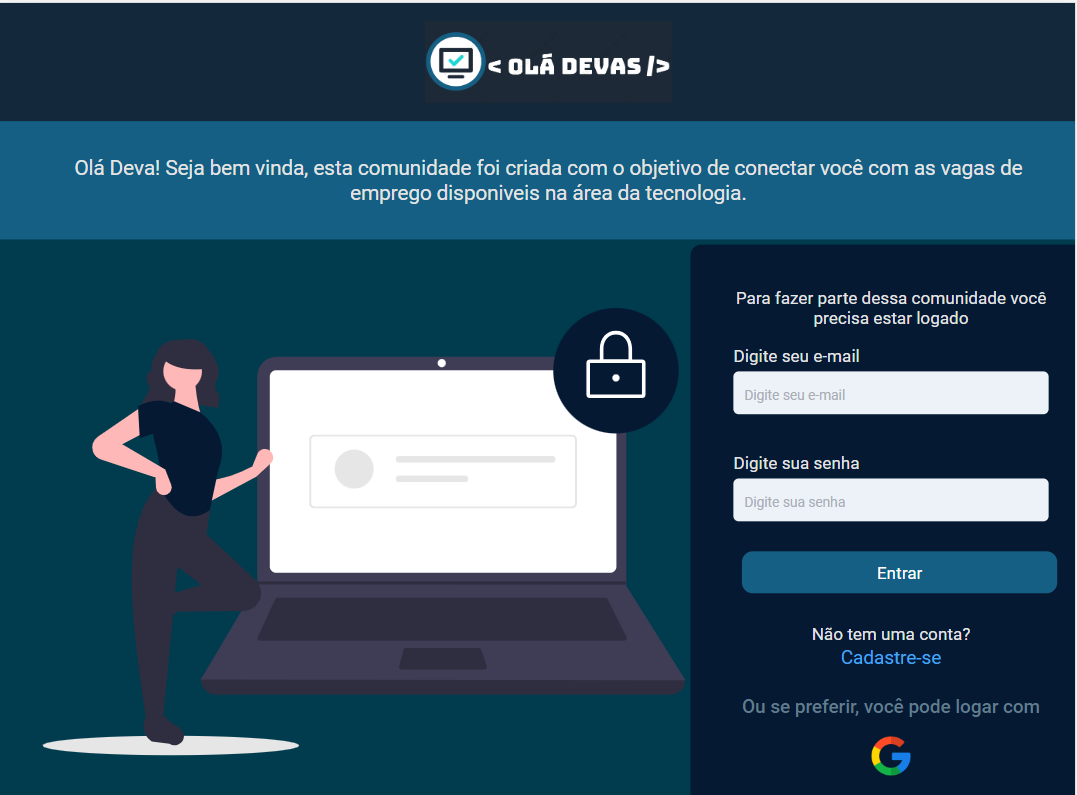 < OLÁ DEVAS />
Olá Deva! Seja bem vinda, esta comunidade foi criada com o objetivo de conectar você com as vagas de
emprego disponiveis na área da tecnologia.
Para fazer parte dessa comunidade você
precisa estar logado
Digite seu e-mail
Digite seu e-mail
Digite sua senha
Digite sua senha
Entrar
Não tem uma conta?
Cadastre-se
Ou se preferir, você pode logar com